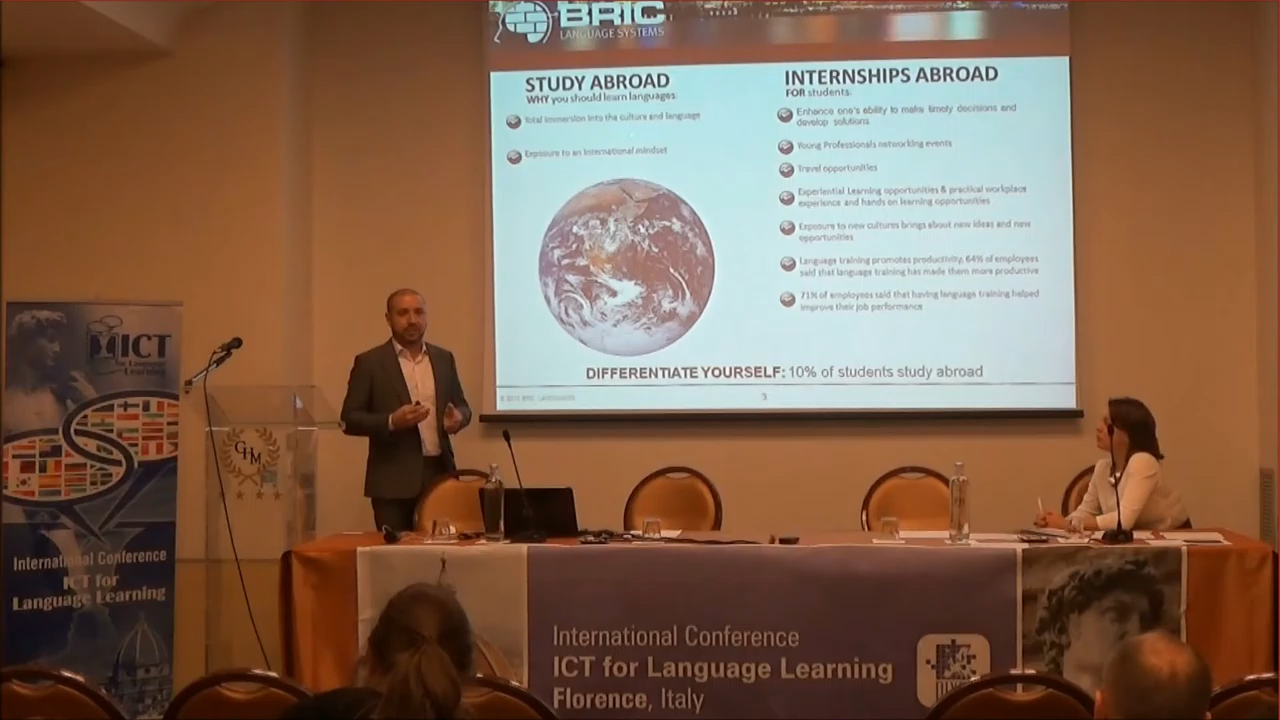 BRIC
LANGUAGE SYSTEMS
STUDY ABROAD
WHY you should learn languages:
Total immersion into the culture and language
Exposure to an international mindset
INTERNSHIPS ABROAD
FOR students:
Enhance one's ability to make timely decisions and
develop solutions
Young Professionals networking events
Travel opportunities
Experiential Learning opportunities & practical workplace
experience and hands on learning opportunities
Exposure to new cultures brings about new ideas and new
opportunities
Language training promotes productivity, 64% of employees
said that language training has made them more productive
71% of employees said that having language training helped
improve their job performance
DIFFERENTIATE YOURSELF: 10% of students study abroad
3
ICT
for Language
Learning
International Conference
ICT for
Language Learning
GHM
International Conference
ICT for Language Learning
Florence, Italy